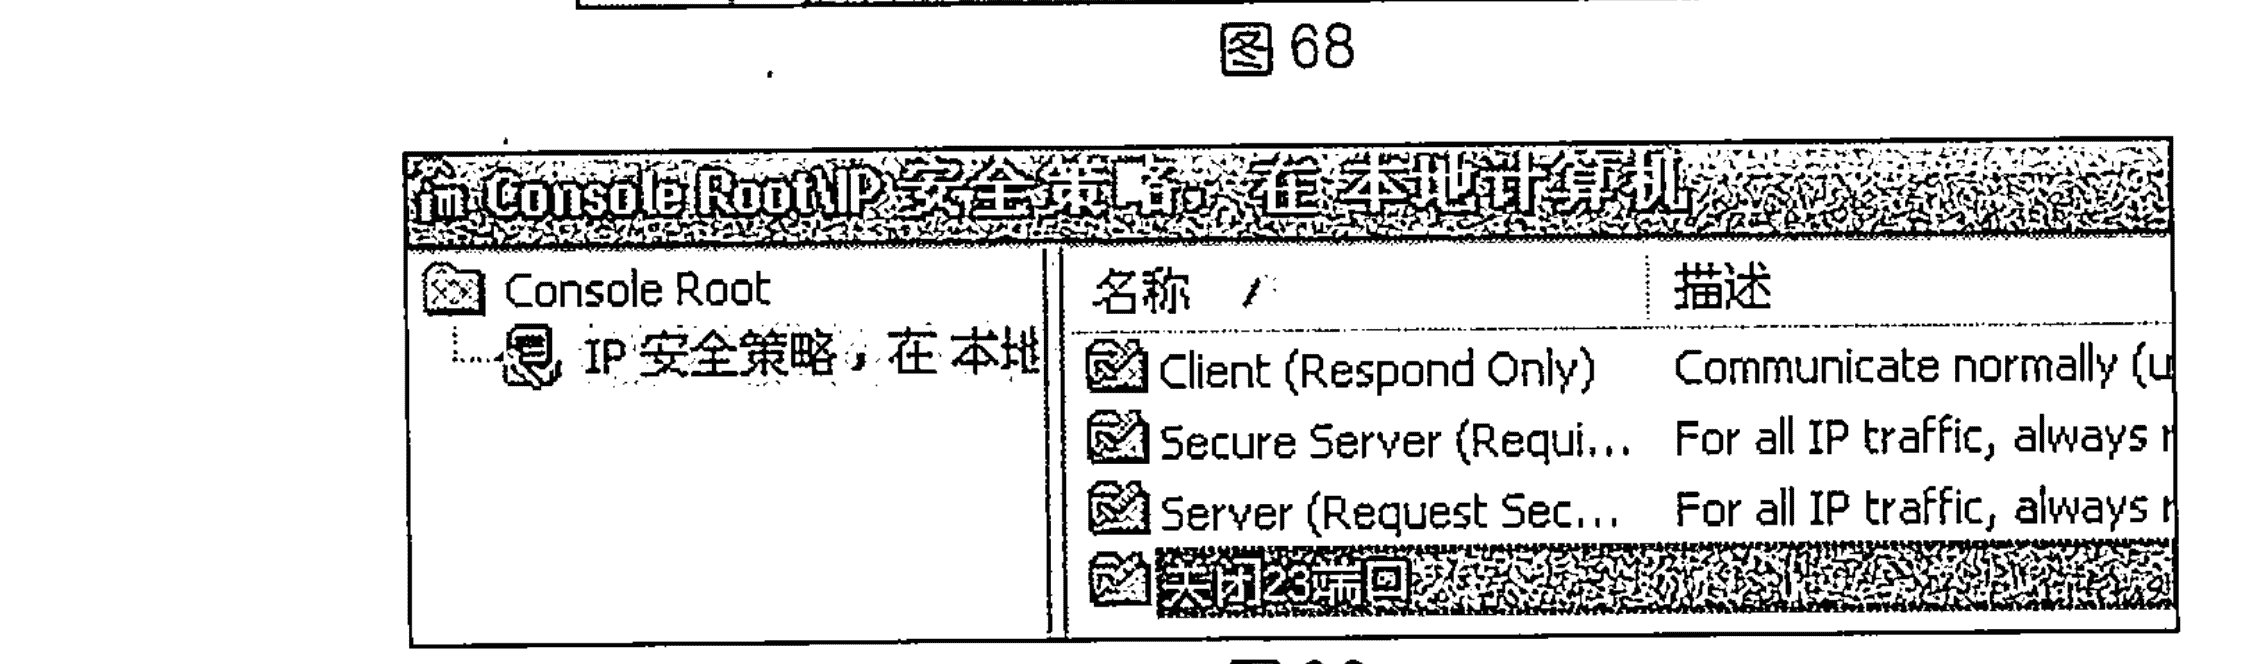 图 68
Console Root\IP 安全策略，在 本地计算机
Console Root
IP 安全策略，在 本地
名称 描述
Client (Respond Only) Communicate normally (u
Secure Server (Requi... For all IP traffic, always r
Server (Request Sec... For all IP traffic, always r
关闭23端口